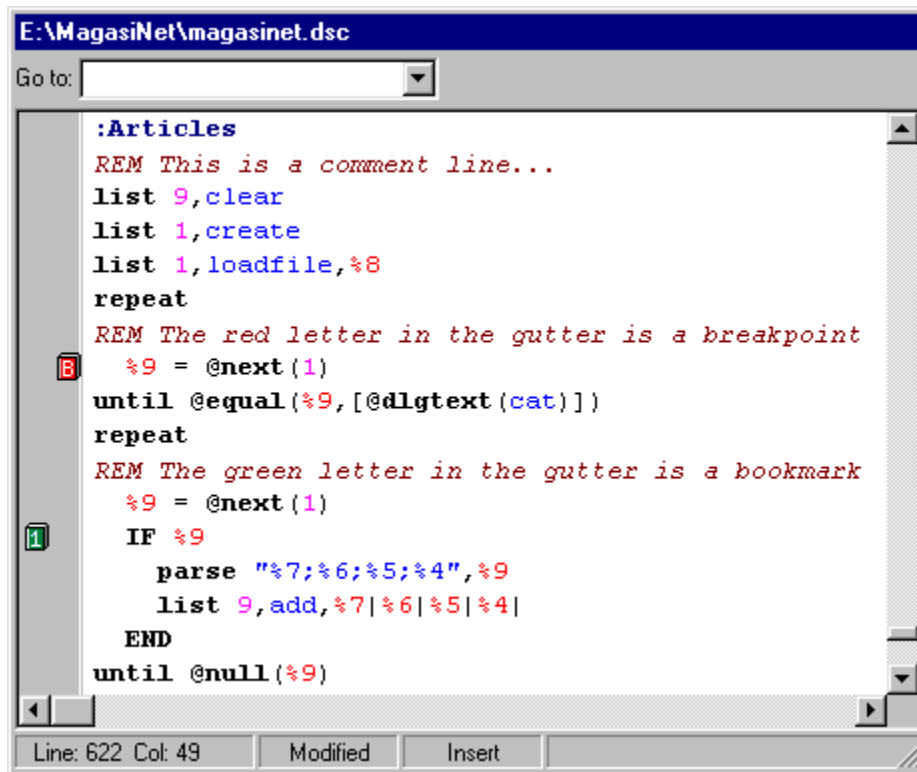 E:\MagasiNet\magasinet.dsc
Go to:
:Articles
REM This is a comment line...
list 9,clear
list 1,create
list 1,loadfile,%8
repeat
REM The red letter in the gutter is a breakpoint
B %9 = @next(1)
until @equal(%9,[@dlgtext(cat)])
repeat
REM The green letter in the gutter is a bookmark
%9 = @next(1)
1 IF %9
parse "%7;%6;%5;%4",%9
list 9,add,%7|%6|%5|%4|
END
until @null(%9)
Line: 622 Col: 49 Modified Insert